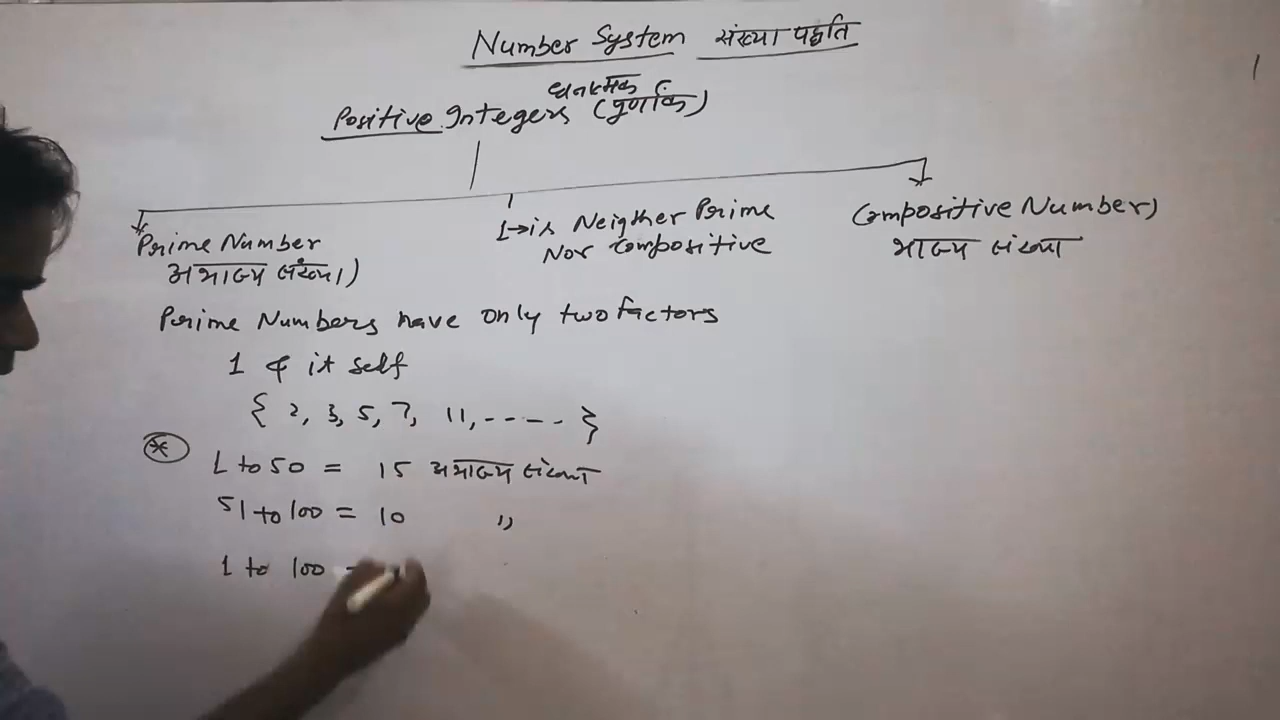 Number System संख्या पद्धति
धनात्मक
Positive Integers (पूर्णांक)
Prime Number
अभाज्य संख्या)
1→is Neigther Prime
Nor Compositive
Compositive Number)
भाज्य संख्या
Prime Numbers have only two factors
1 & it self
{ 2, 3, 5, 7, 11, ----- }
* 1 to 50 = 15 अभाज्य संख्या
51 to 100 = 10 ,,
1 to 100 =